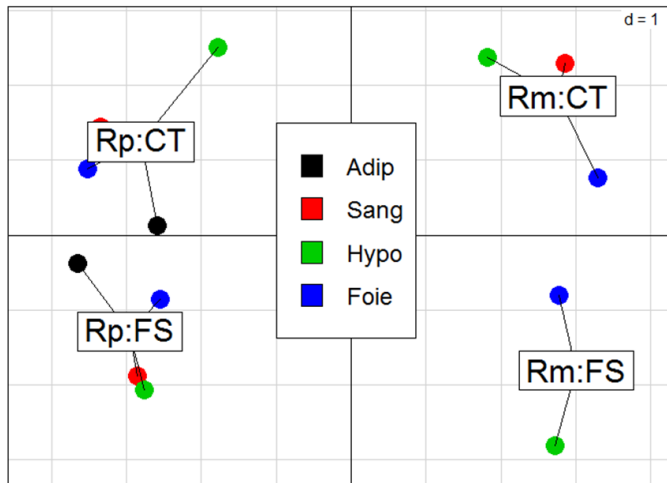 d = 1
Rp:CT
Rm:CT
Adip
Sang
Hypo
Foie
Rp:FS
Rm:FS